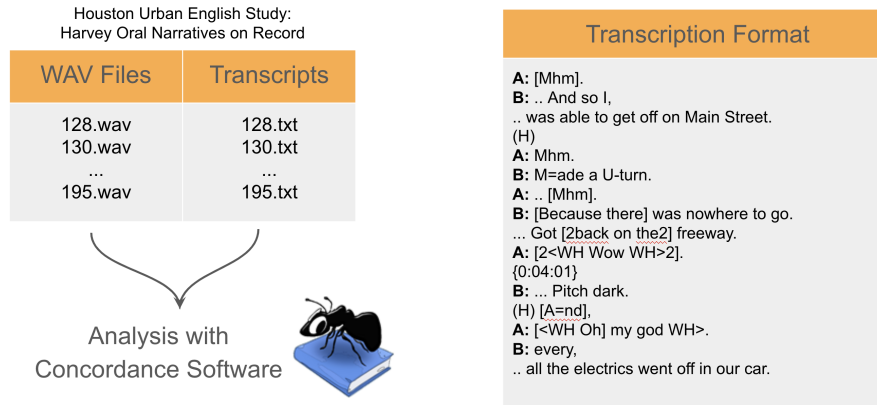 Houston Urban English Study:
Harvey Oral Narratives on Record
WAV Files Transcripts
128.wav 128.txt
130.wav 130.txt
... ...
195.wav 195.txt
Analysis with
Concordance Software
Transcription Format
A: [Mhm].
B: .. And so I,
.. was able to get off on Main Street.
(H)
A: Mhm.
B: M=ade a U-turn.
A: .. [Mhm].
B: [Because there] was nowhere to go.
... Got [2back on the2] freeway.
A: [2<WH Wow WH>2].
{0:04:01}
B: ... Pitch dark.
(H) [A=nd],
A: [<WH Oh] my god WH>.
B: every,
.. all the electrics went off in our car.